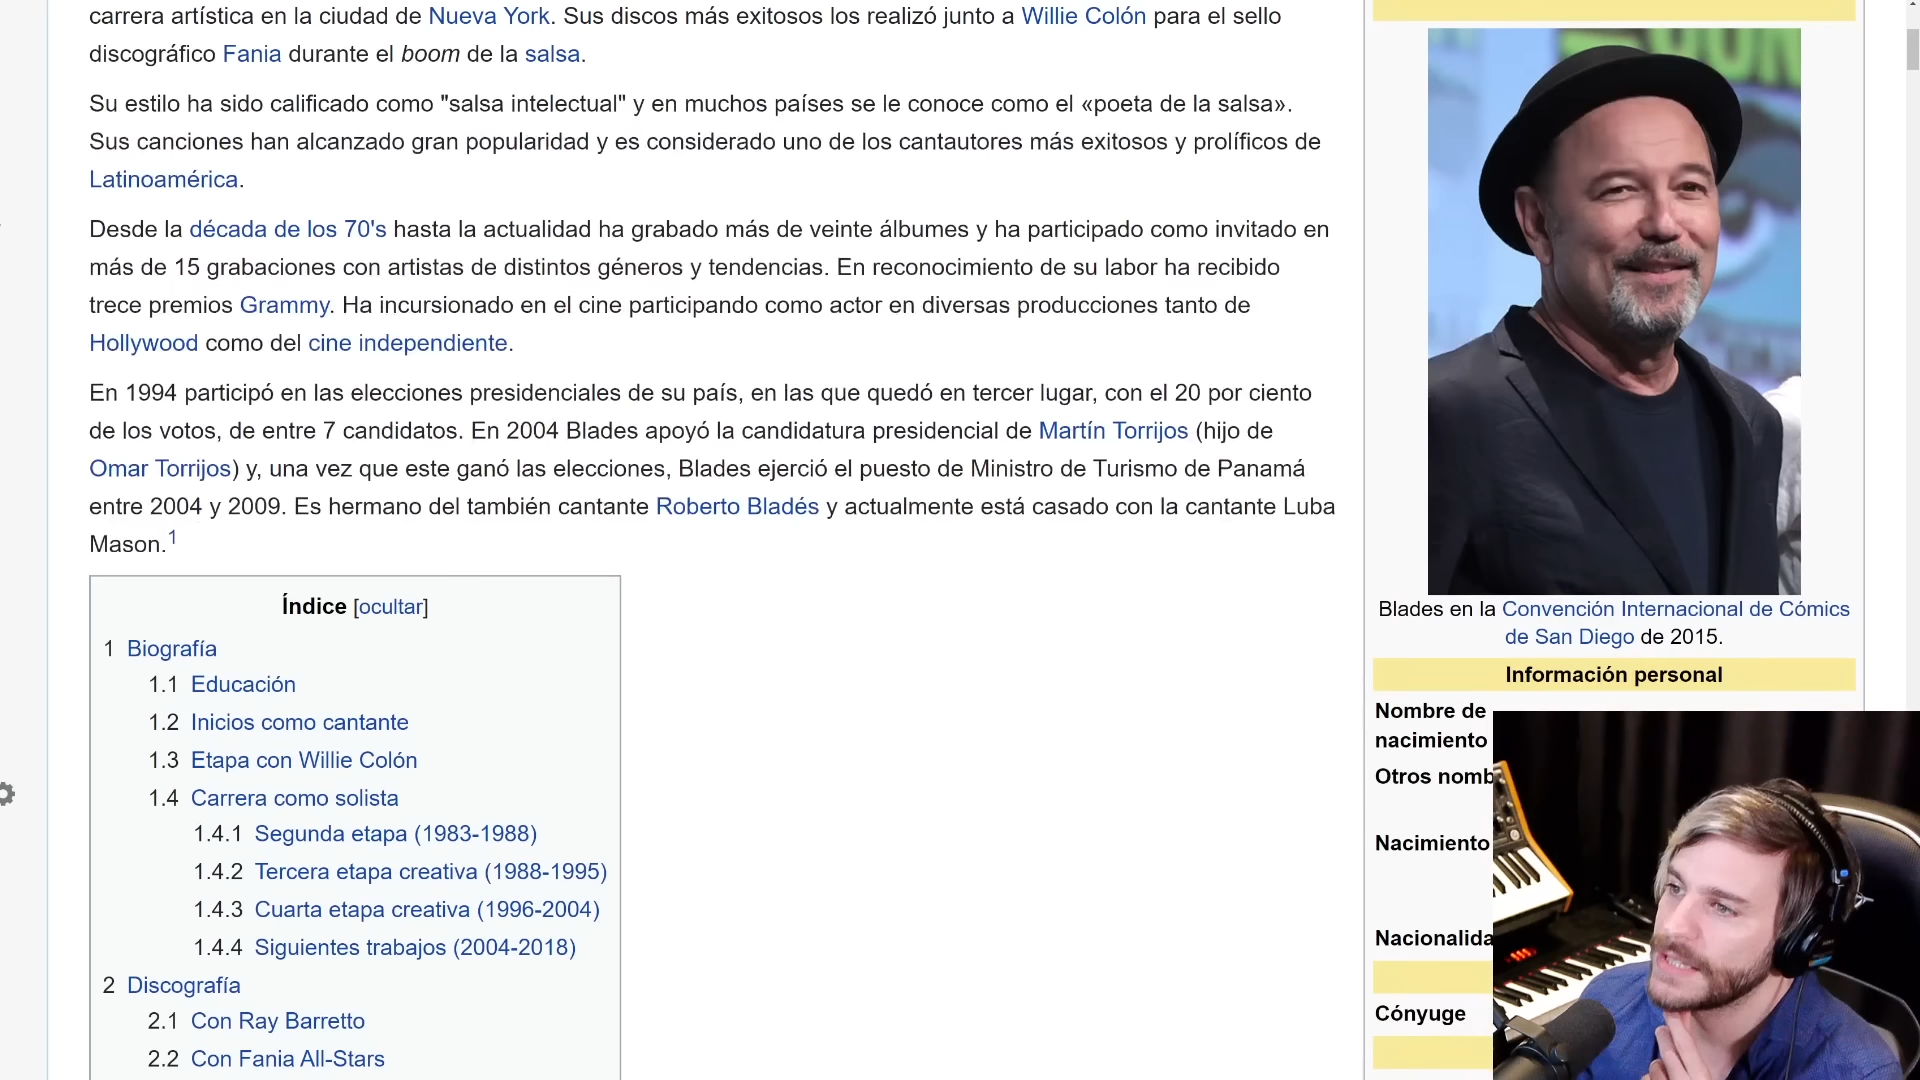 carrera artística en la ciudad de Nueva York. Sus discos más exitosos los realizó junto a Willie Colón para el sello
discográfico Fania durante el boom de la salsa.
Su estilo ha sido calificado como "salsa intelectual" y en muchos países se le conoce como el «poeta de la salsa».
Sus canciones han alcanzado gran popularidad y es considerado uno de los cantautores más exitosos y prolíficos de
Latinoamérica.
Desde la década de los 70's hasta la actualidad ha grabado más de veinte álbumes y ha participado como invitado en
más de 15 grabaciones con artistas de distintos géneros y tendencias. En reconocimiento de su labor ha recibido
trece premios Grammy. Ha incursionado en el cine participando como actor en diversas producciones tanto de
Hollywood como del cine independiente.
En 1994 participó en las elecciones presidenciales de su país, en las que quedó en tercer lugar, con el 20 por ciento
de los votos, de entre 7 candidatos. En 2004 Blades apoyó la candidatura presidencial de Martín Torrijos (hijo de
Omar Torrijos) y, una vez que este ganó las elecciones, Blades ejerció el puesto de Ministro de Turismo de Panamá
entre 2004 y 2009. Es hermano del también cantante Roberto Bladés y actualmente está casado con la cantante Luba
Mason.1
Índice [ocultar]
1 Biografía
1.1 Educación
1.2 Inicios como cantante
1.3 Etapa con Willie Colón
1.4 Carrera como solista
1.4.1 Segunda etapa (1983-1988)
1.4.2 Tercera etapa creativa (1988-1995)
1.4.3 Cuarta etapa creativa (1996-2004)
1.4.4 Siguientes trabajos (2004-2018)
2 Discografía
2.1 Con Ray Barretto
2.2 Con Fania All-Stars
Blades en la Convención Internacional de Cómics
de San Diego de 2015.
Información personal
Nombre de
nacimiento
Otros nomb
Nacimiento
Nacionalida
Cónyuge